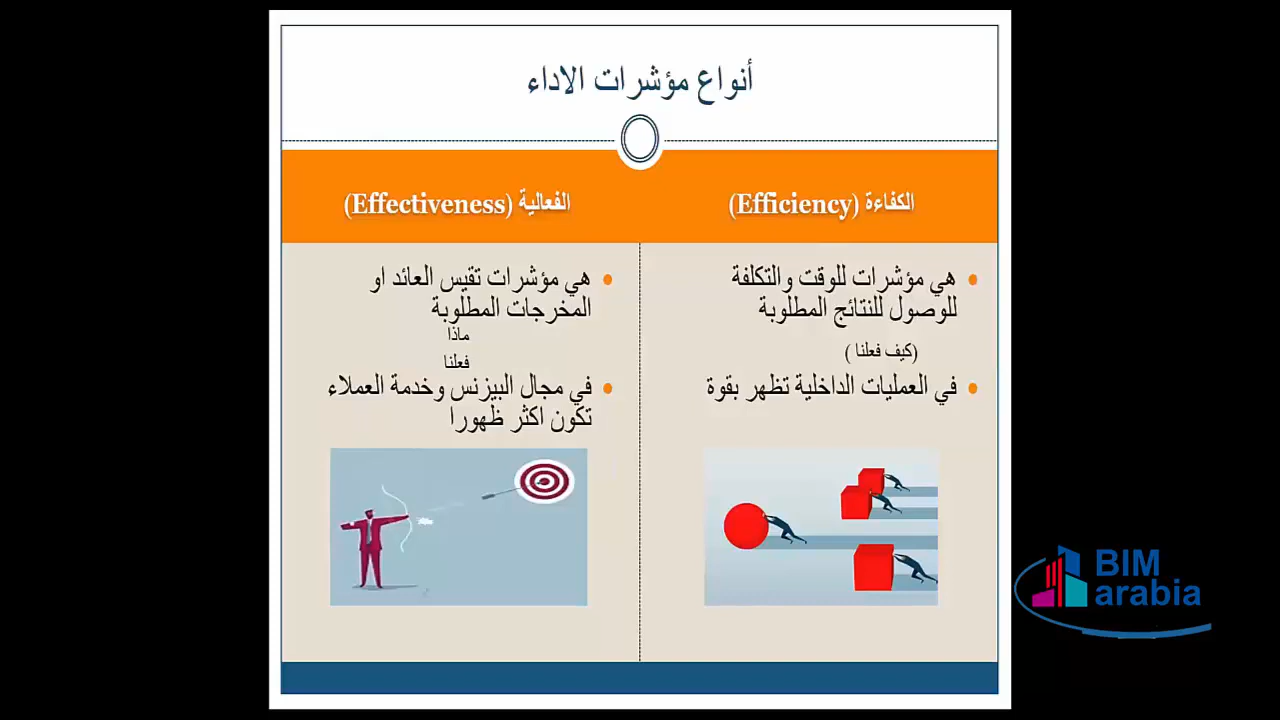 أنواع مؤشرات الاداء
الكفاءة (Efficiency)
هي مؤشرات للوقت والتكلفة
للوصول للنتائج المطلوبة
(كيف فعلنا )
في العمليات الداخلية تظهر بقوة
الفعالية (Effectiveness)
هي مؤشرات تقيس العائد او
المخرجات المطلوبة
ماذا
فعلنا
في مجال البيزنس وخدمة العملاء
تكون اكثر ظهورا
BIM
arabia